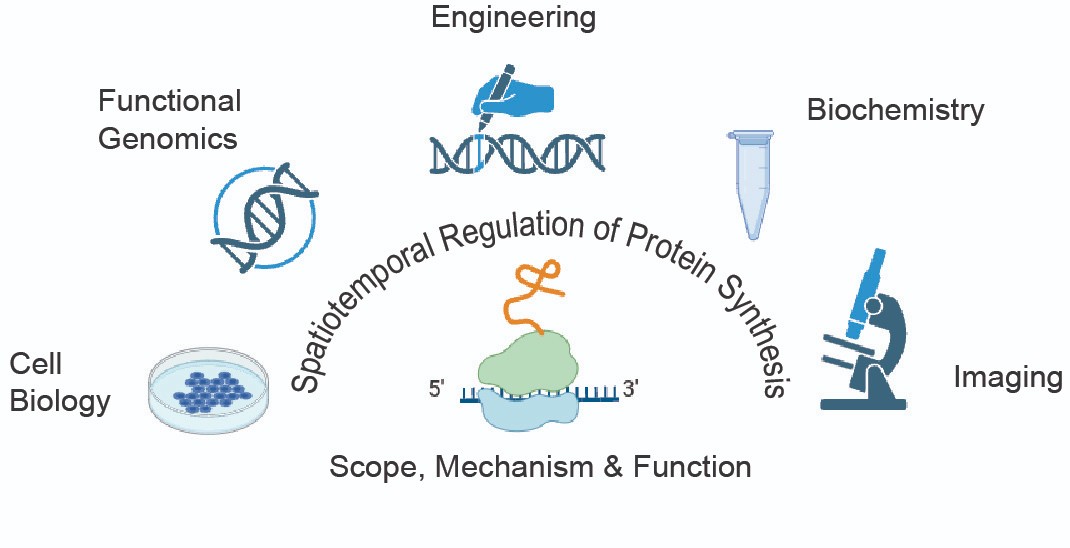 Engineering
Functional
Genomics
Biochemistry
Spatiotemporal Regulation of Protein Synthesis
Cell
Biology
5' 3'
Imaging
Scope, Mechanism & Function